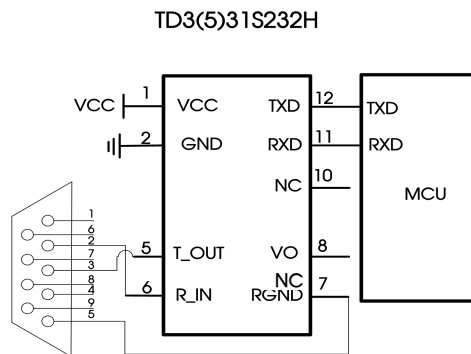 TD3(5)31S232H
VCC 1 VCC TXD 12 TXD
2 GND RXD 11 RXD
NC 10
MCU
1
6
2
7
3
8
4
9
5
5 T_OUT VO 8
6 R_IN NC
RGND 7